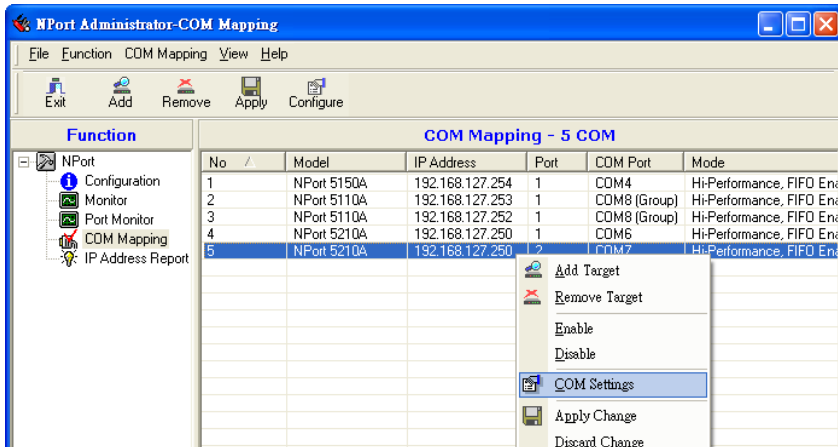 NPort Administrator-COM Mapping
File Function COM Mapping View Help
Exit Add Remove Apply Configure
Function
COM Mapping - 5 COM
NPort
Configuration
Monitor
Port Monitor
COM Mapping
IP Address Report
No Model IP Address Port COM Port Mode
1 NPort 5150A 192.168.127.254 1 COM4 Hi-Performance, FIFO Ena
2 NPort 5110A 192.168.127.253 1 COM8 (Group) Hi-Performance, FIFO Ena
3 NPort 5110A 192.168.127.252 1 COM8 (Group) Hi-Performance, FIFO Ena
4 NPort 5210A 192.168.127.250 1 COM6 Hi-Performance, FIFO Ena
5 NPort 5210A 192.168.127.250 2 COM7 Hi-Performance, FIFO Ena
Add Target
Remove Target
Enable
Disable
COM Settings
Apply Change
Discard Change